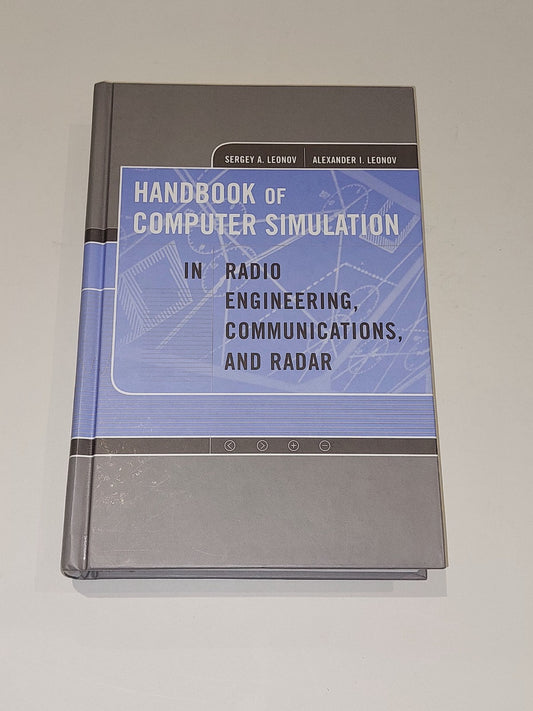 SERGEY A. LEONOV | ALEXANDER I. LEONOV
HANDBOOK OF
COMPUTER SIMULATION
IN RADIO
ENGINEERING,
COMMUNICATIONS,
AND RADAR